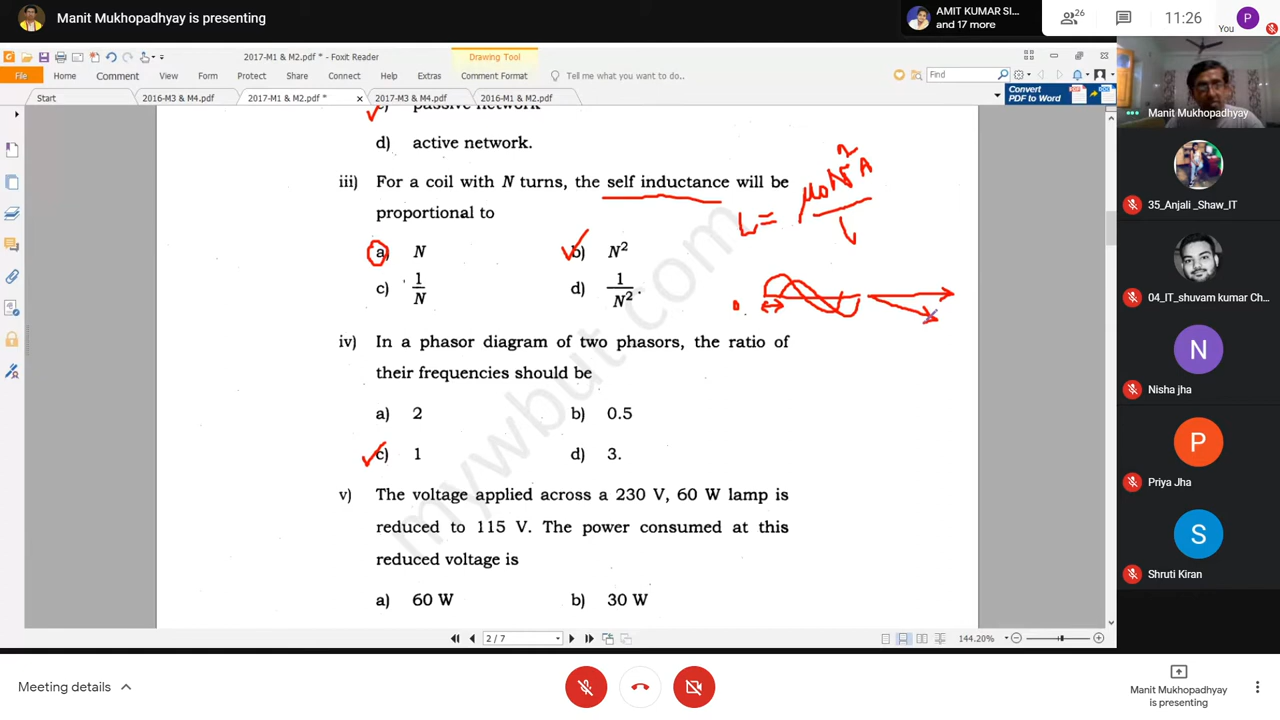 Manit Mukhopadhyay is presenting
AMIT KUMAR SI...
and 17 more
26
11:26
You
P
2017-M1 & M2.pdf * - Foxit Reader
Drawing Tool
File
Home
Comment
View
Form
Protect
Share
Connect
Help
Extras
Comment Format
Tell me what you want to do..
Find
Start
2016-M3 & M4.pdf
2017-M1 & M2.pdf *
2017-M3 & M4.pdf
2016-M1 & M2.pdf
Convert
PDF to Word
passive network
d) active network.
iii) For a coil with N turns, the self inductance will be
proportional to
a) N
b) N²
c) 1/N
d) 1/N².
L = μ0N²A/l
iv) In a phasor diagram of two phasors, the ratio of
their frequencies should be
a) 2
b) 0.5
c) 1
d) 3.
v) The voltage applied across a 230 V, 60 W lamp is
reduced to 115 V. The power consumed at this
reduced voltage is
a) 60 W
b) 30 W
mywbut.com
2 / 7
144.20%
Manit Mukhopadhyay
35_Anjali _Shaw_IT
04_IT_shuvam kumar Ch...
N
Nisha jha
P
Priya Jha
S
Shruti Kiran
Meeting details
Manit Mukhopadhyay
is presenting